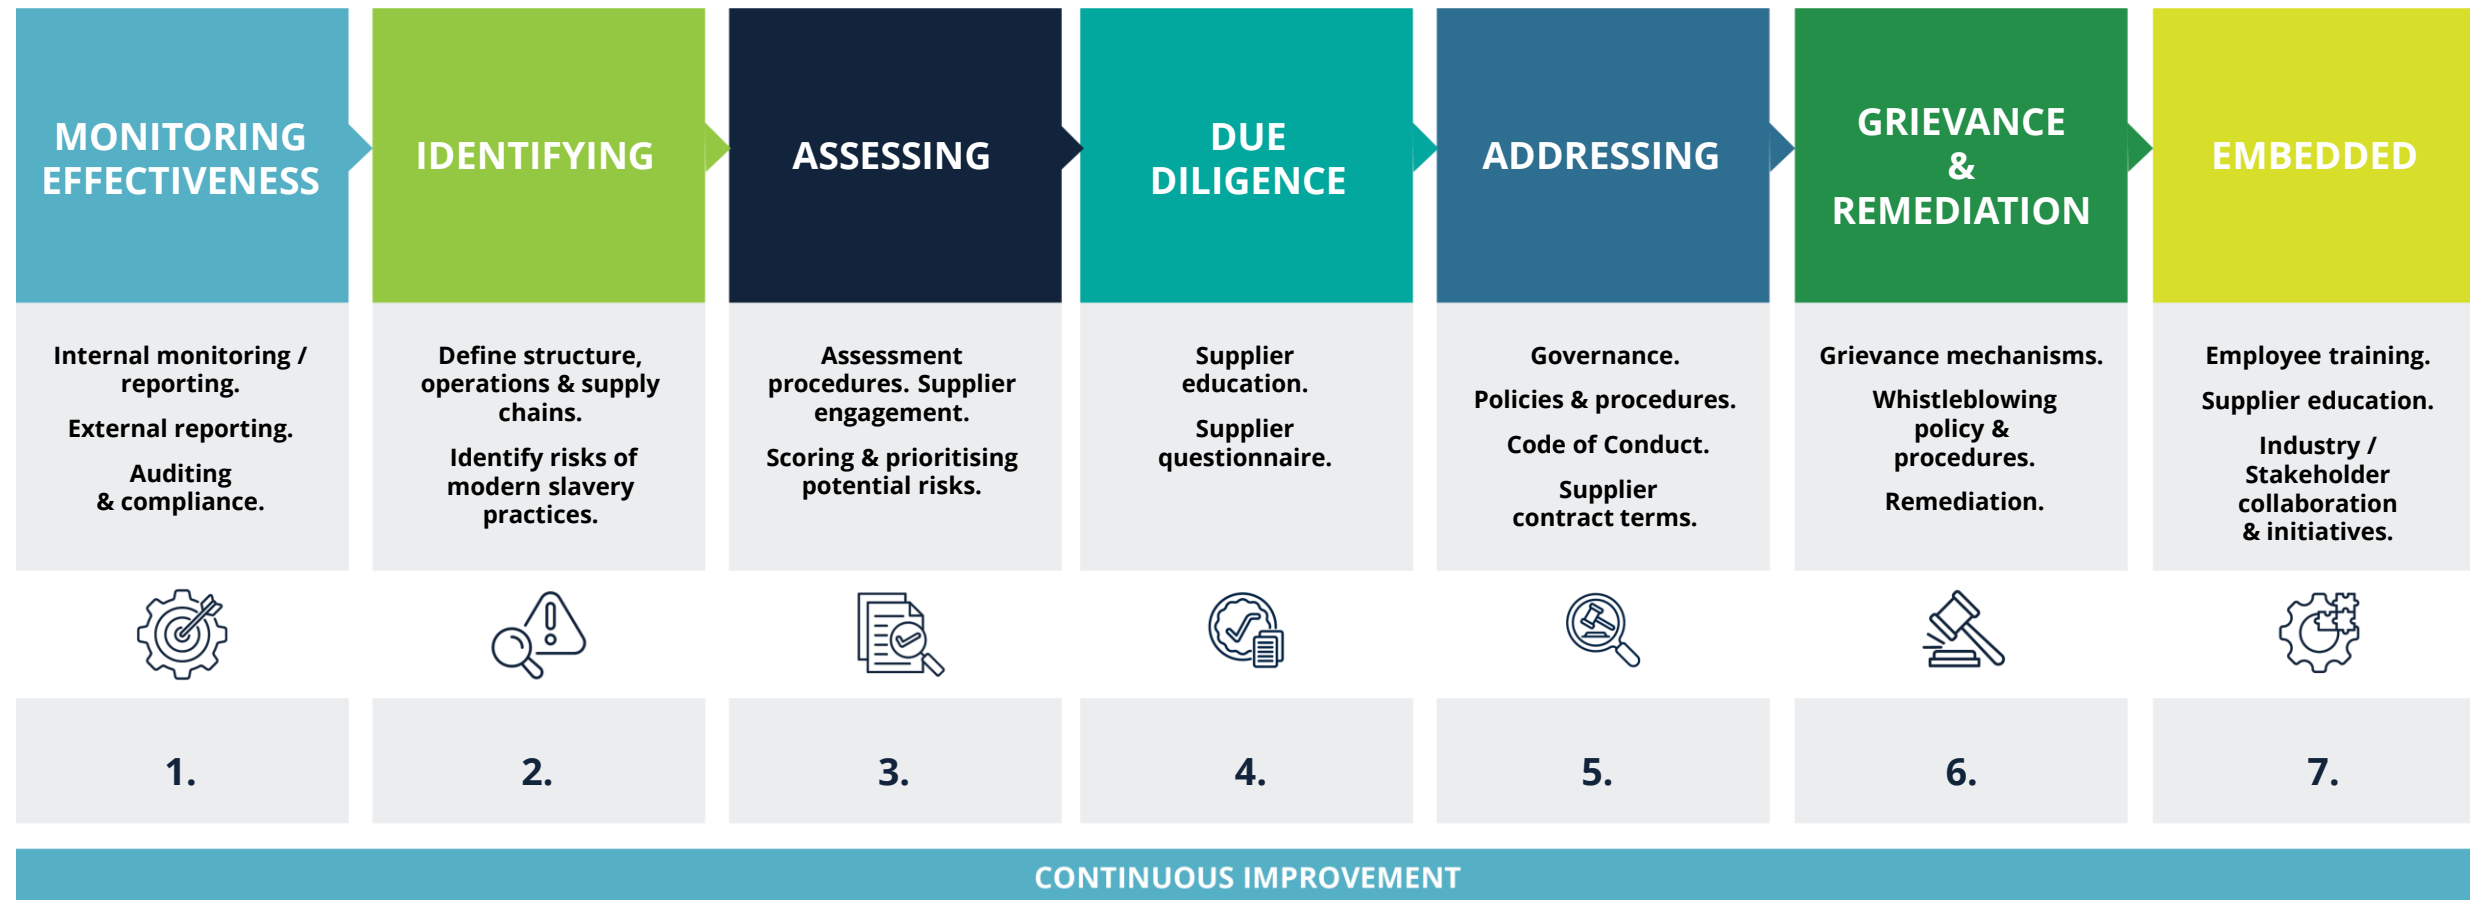 MONITORING
EFFECTIVENESS
IDENTIFYING
ASSESSING
DUE
DILIGENCE
ADDRESSING
GRIEVANCE
&
REMEDIATION
EMBEDDED
Internal monitoring /
reporting.
External reporting.
Auditing
& compliance.
Define structure,
operations & supply
chains.
Identify risks of
modern slavery
practices.
Assessment
procedures. Supplier
engagement.
Scoring & prioritising
potential risks.
Supplier
education.
Supplier
questionnaire.
Governance.
Policies & procedures.
Code of Conduct.
Supplier
contract terms.
Grievance mechanisms.
Whistleblowing
policy &
procedures.
Remediation.
Employee training.
Supplier education.
Industry /
Stakeholder
collaboration
& initiatives.
1.
2.
3.
4.
5.
6.
7.
CONTINUOUS IMPROVEMENT